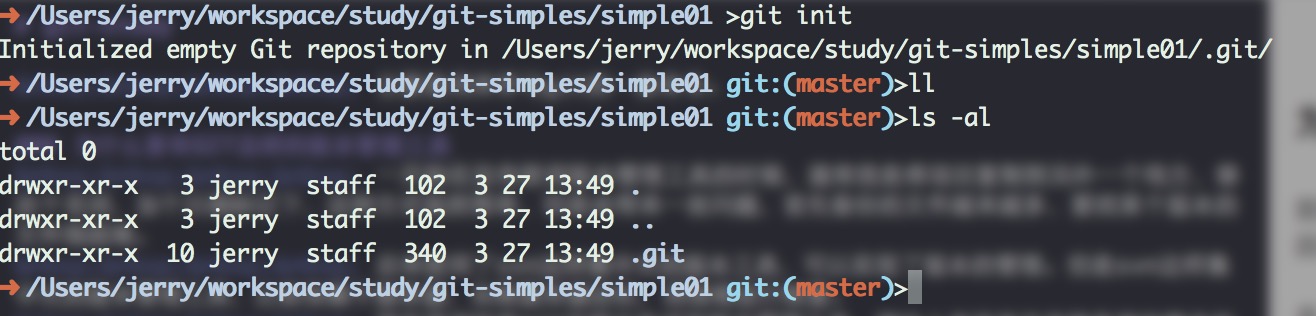 ➜ /Users/jerry/workspace/study/git-simples/simple01 >git init
Initialized empty Git repository in /Users/jerry/workspace/study/git-simples/simple01/.git/
➜ /Users/jerry/workspace/study/git-simples/simple01 git:(master)>ll
➜ /Users/jerry/workspace/study/git-simples/simple01 git:(master)>ls -al
total 0
drwxr-xr-x   3 jerry  staff  102  3 27 13:49 .
drwxr-xr-x   3 jerry  staff  102  3 27 13:49 ..
drwxr-xr-x  10 jerry  staff  340  3 27 13:49 .git
➜ /Users/jerry/workspace/study/git-simples/simple01 git:(master)>